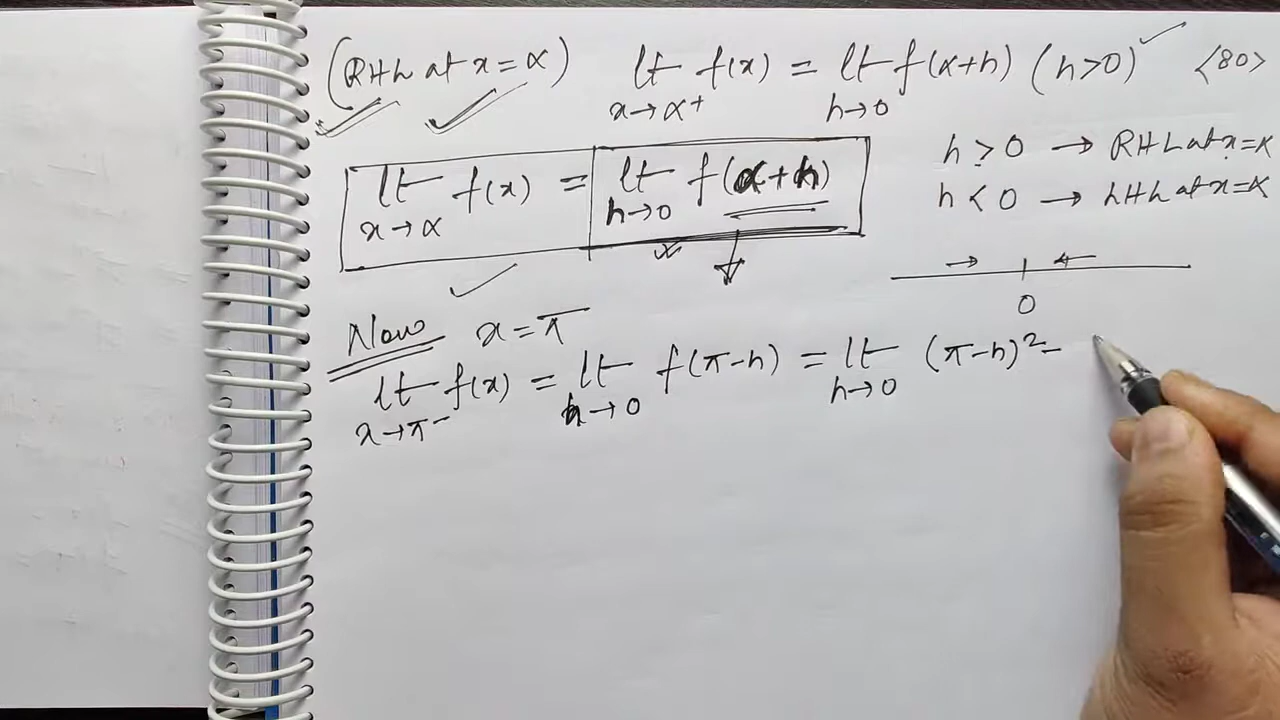 (RHL at x = α) lt f(x) = lt f(α+h) (h>0) <80>
x→α+ h→0
h > 0 → RHL at x=α
lt f(x) = lt f(α+h)
x→α h→0
h < 0 → LHL at x=α
0
Now x = π
lt f(x) = lt f(π-h) = lt (π-h)²-
x→π- h→0 h→0